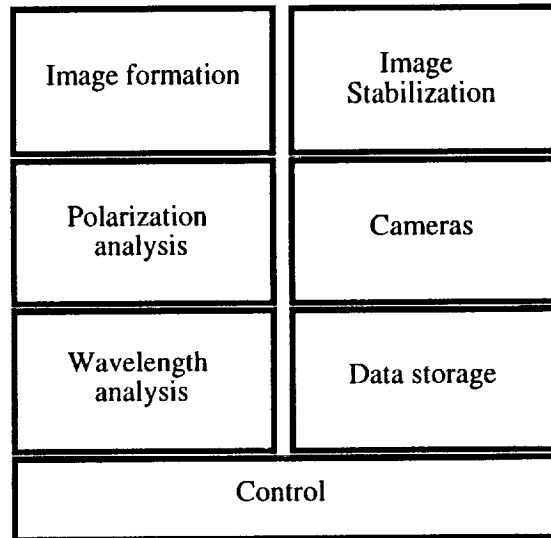 Image formation
Image
Stabilization
Polarization
analysis
Cameras
Wavelength
analysis
Data storage
Control